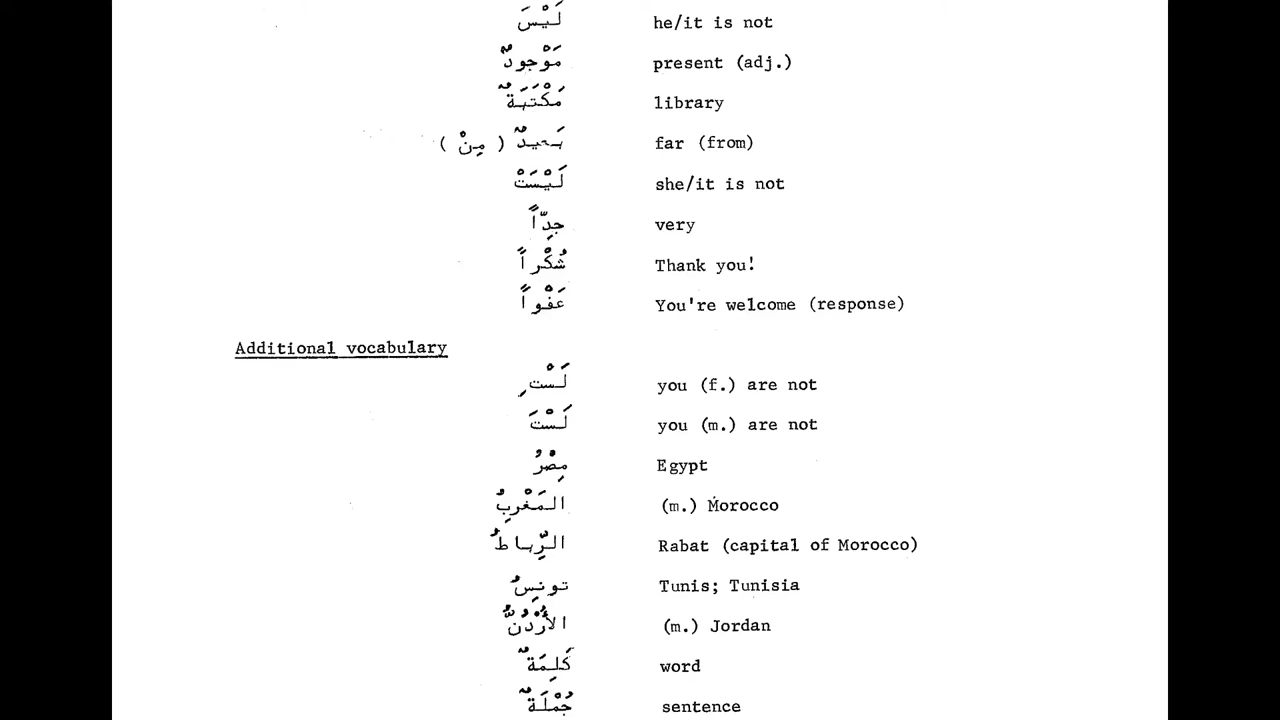 لَيْسَ he/it is not
مَوْجودٌ present (adj.)
مَكْتَبَةٌ library
بَعيدٌ ( مِنْ ) far (from)
لَيْسَتْ she/it is not
جِدّاً very
شُكْراً Thank you!
عَفْواً You're welcome (response)
Additional vocabulary
لَسْتِ you (f.) are not
لَسْتَ you (m.) are not
مِصْرُ Egypt
المَغْرِبُ (m.) Morocco
الرِّباطُ Rabat (capital of Morocco)
تونِسُ Tunis; Tunisia
الأُرْدُنُّ (m.) Jordan
كَلِمَةٌ word
جُمْلَةٌ sentence